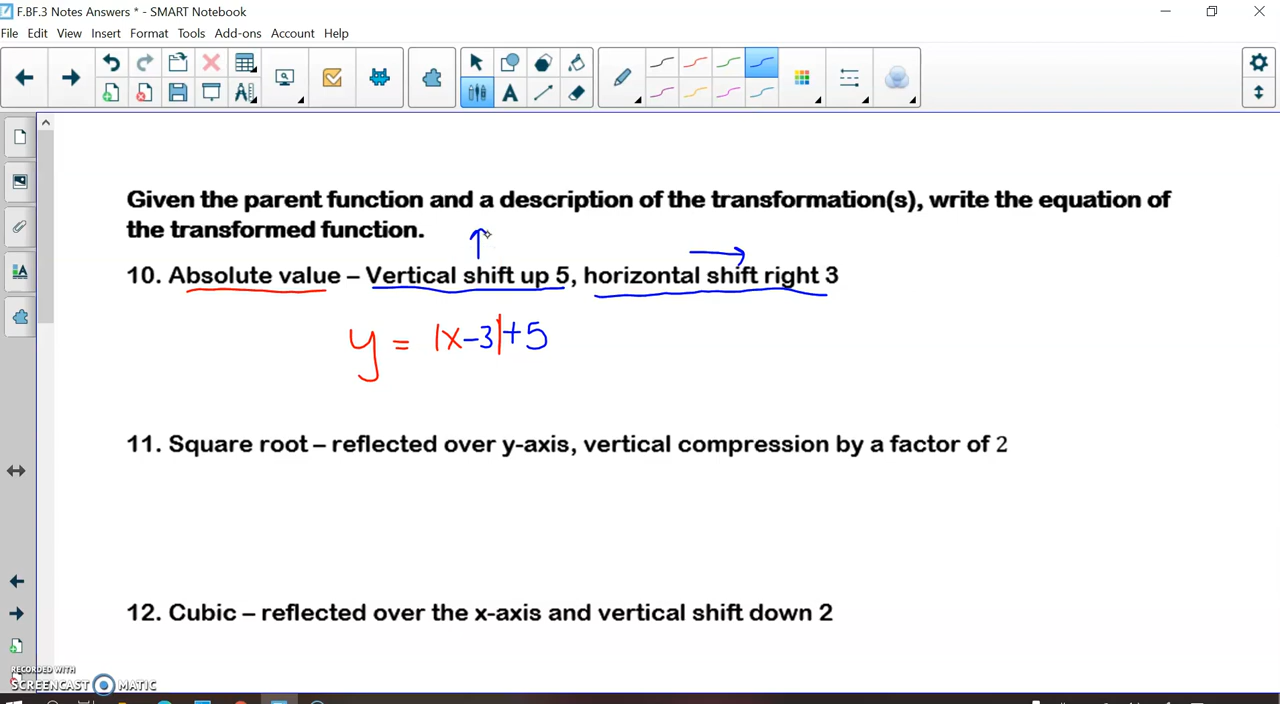 F.BF.3 Notes Answers * - SMART Notebook
File Edit View Insert Format Tools Add-ons Account Help
Given the parent function and a description of the transformation(s), write the equation of
the transformed function.
10. Absolute value – Vertical shift up 5, horizontal shift right 3
y = |x-3|+5
11. Square root – reflected over y-axis, vertical compression by a factor of 2
12. Cubic – reflected over the x-axis and vertical shift down 2
RECORDED WITH
SCREENCAST MATIC